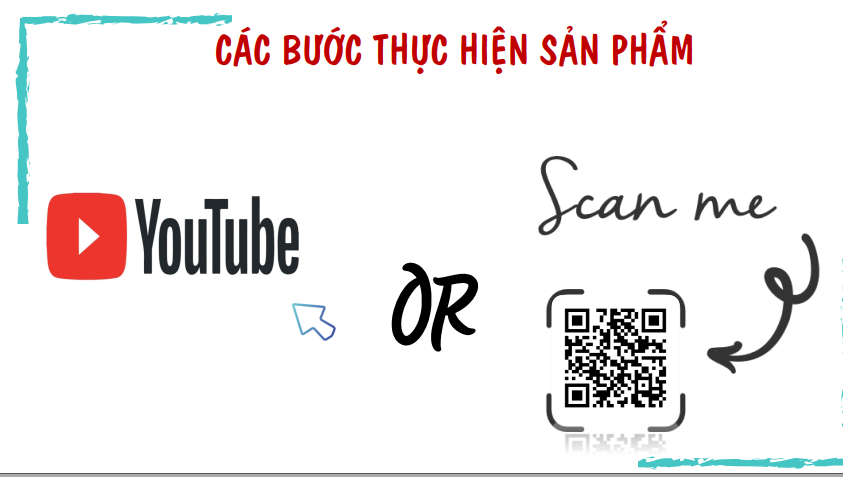 CÁC BƯỚC THỰC HIỆN SẢN PHẨM
Scan me
YouTube
OR